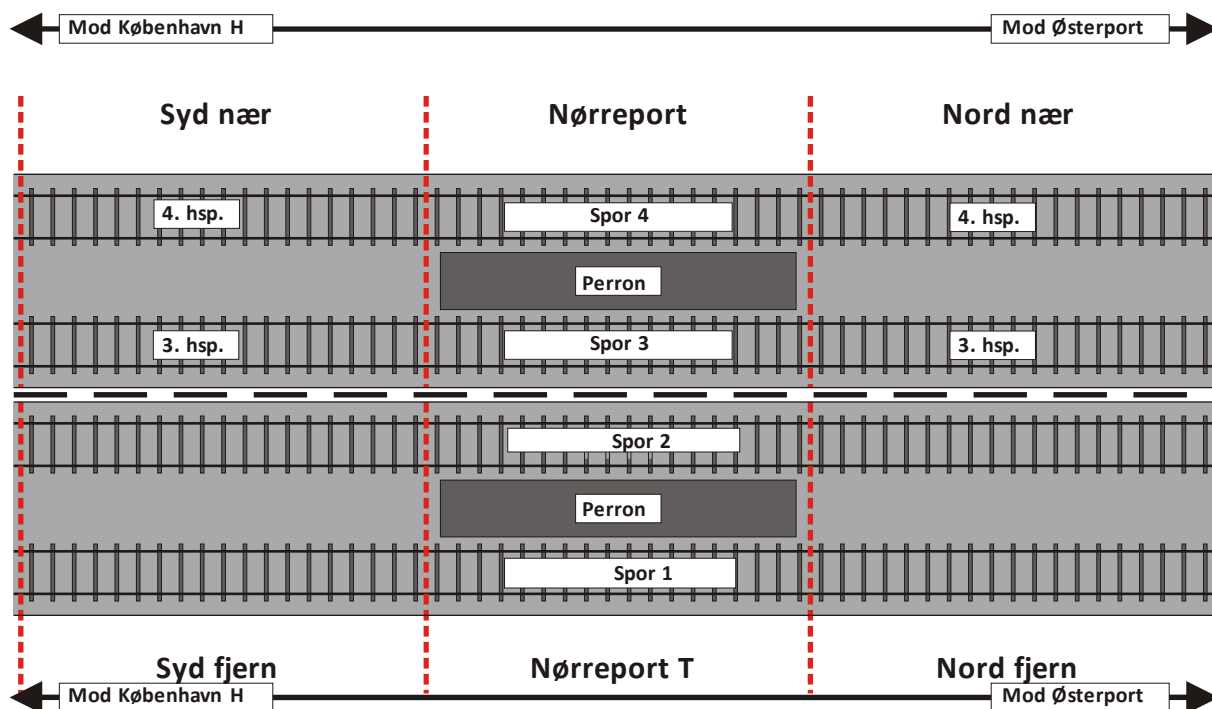 Mod København H
Mod Østerport
Syd nær
Nørreport
Nord nær
4. hsp.
Spor 4
4. hsp.
Perron
3. hsp.
Spor 3
3. hsp.
Spor 2
Perron
Spor 1
Syd fjern
Nørreport T
Nord fjern
Mod København H
Mod Østerport